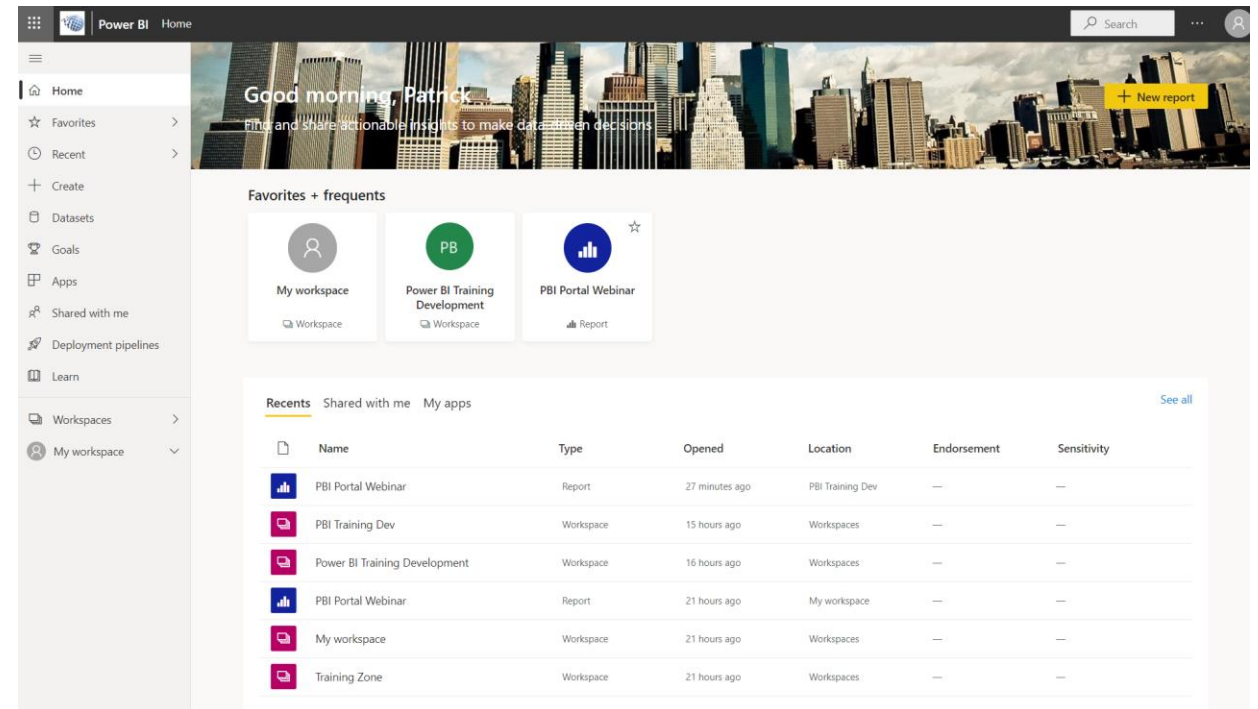 Power BI Home
Search
Home
Favorites
Recent
Create
Datasets
Goals
Apps
Shared with me
Deployment pipelines
Learn
Workspaces
My workspace
Good morning, Patrick
Find and share actionable insights to make data-driven decisions
+ New report
Favorites + frequents
My workspace
Workspace
PB
Power BI Training
Development
Workspace
PBI Portal Webinar
Report
Recents Shared with me My apps
See all
Name Type Opened Location Endorsement Sensitivity
PBI Portal Webinar Report 27 minutes ago PBI Training Dev — —
PBI Training Dev Workspace 15 hours ago Workspaces — —
Power BI Training Development Workspace 16 hours ago Workspaces — —
PBI Portal Webinar Report 21 hours ago My workspace — —
My workspace Workspace 21 hours ago Workspaces — —
Training Zone Workspace 21 hours ago Workspaces — —